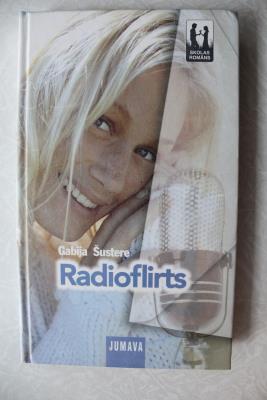 SKOLAS
ROMĀNS
Gabija Šustere
Radioflirts
JUMAVA